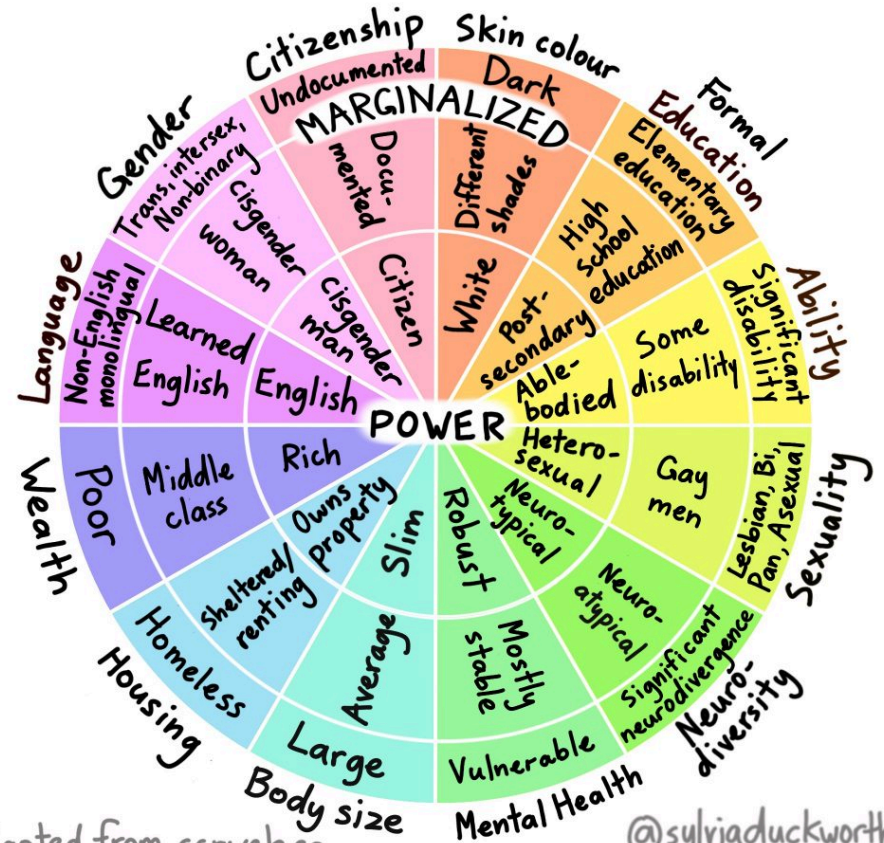 Citizenship
Undocumented
Docu-
mented
Citizen
Skin colour
Dark
Different
shades
White
Formal
Education
Elementary
education
High
school
education
Post-
secondary
Ability
Significant
disability
Some
disability
Able-
bodied
Sexuality
Lesbian, Bi,
Pan, Asexual
Gay
men
Hetero-
sexual
Neuro-
diversity
Significant
neurodivergence
Neuro-
atypical
Neuro-
typical
Mental Health
Vulnerable
Mostly
stable
Robust
Body size
Large
Average
Slim
Housing
Homeless
Sheltered/
renting
Owns
property
Wealth
Poor
Middle
class
Rich
Language
Non-English
monolingual
Learned
English
English
Gender
Trans, intersex,
Non-binary
cisgender
woman
cisgender
man
MARGINALIZED
POWER
from
@sylviaduckworth